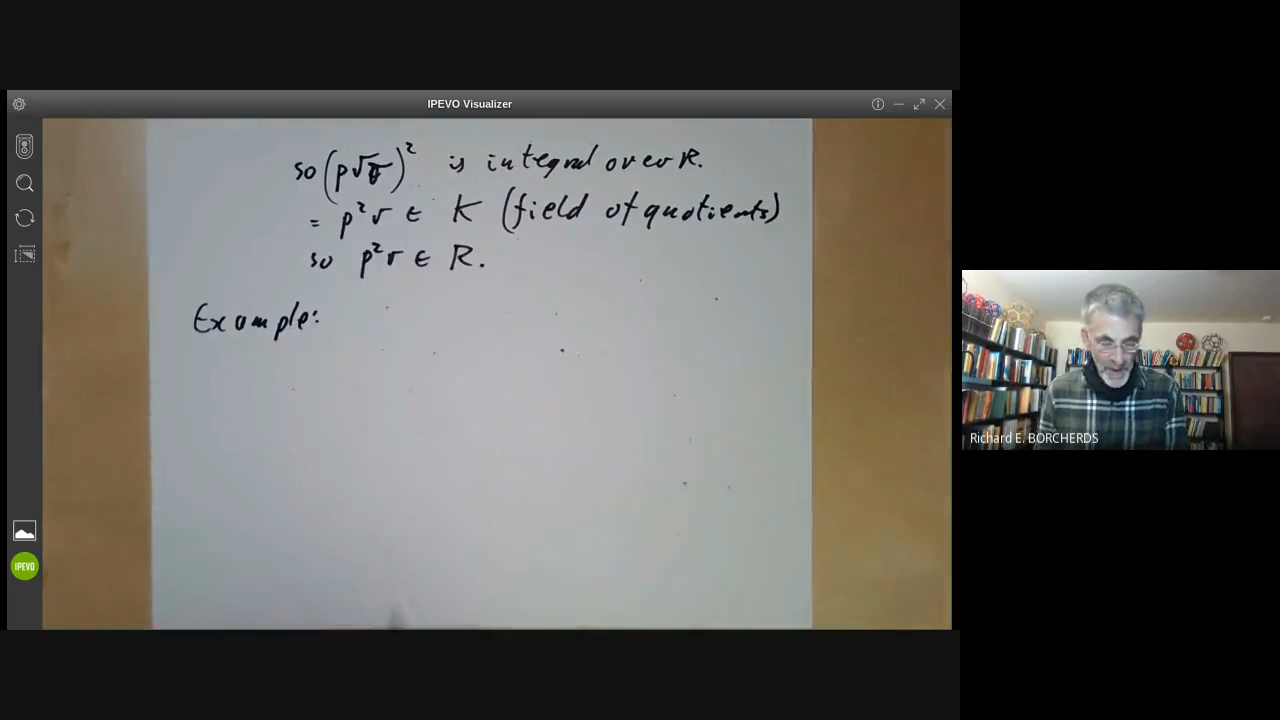 IPEVO Visualizer
so (p√σ)² is integral over R.
= p²r ∈ K (field of quotients)
so p²r ∈ R.
Example:
Richard E. BORCHERDS
IPEVO